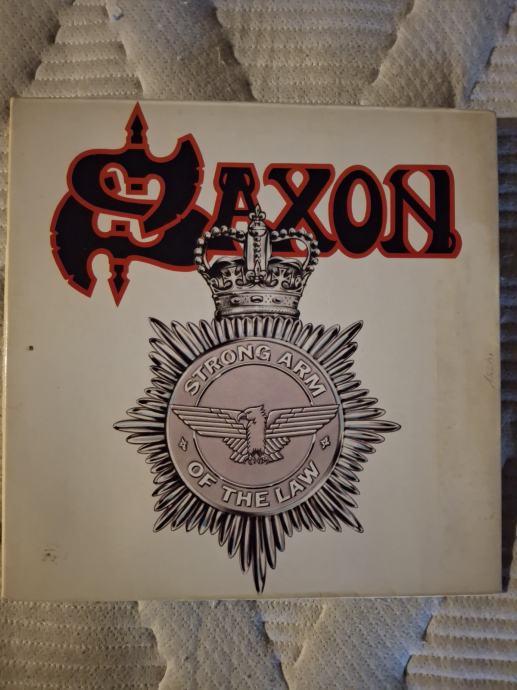 SAXON
STRONG ARM
OF THE LAW